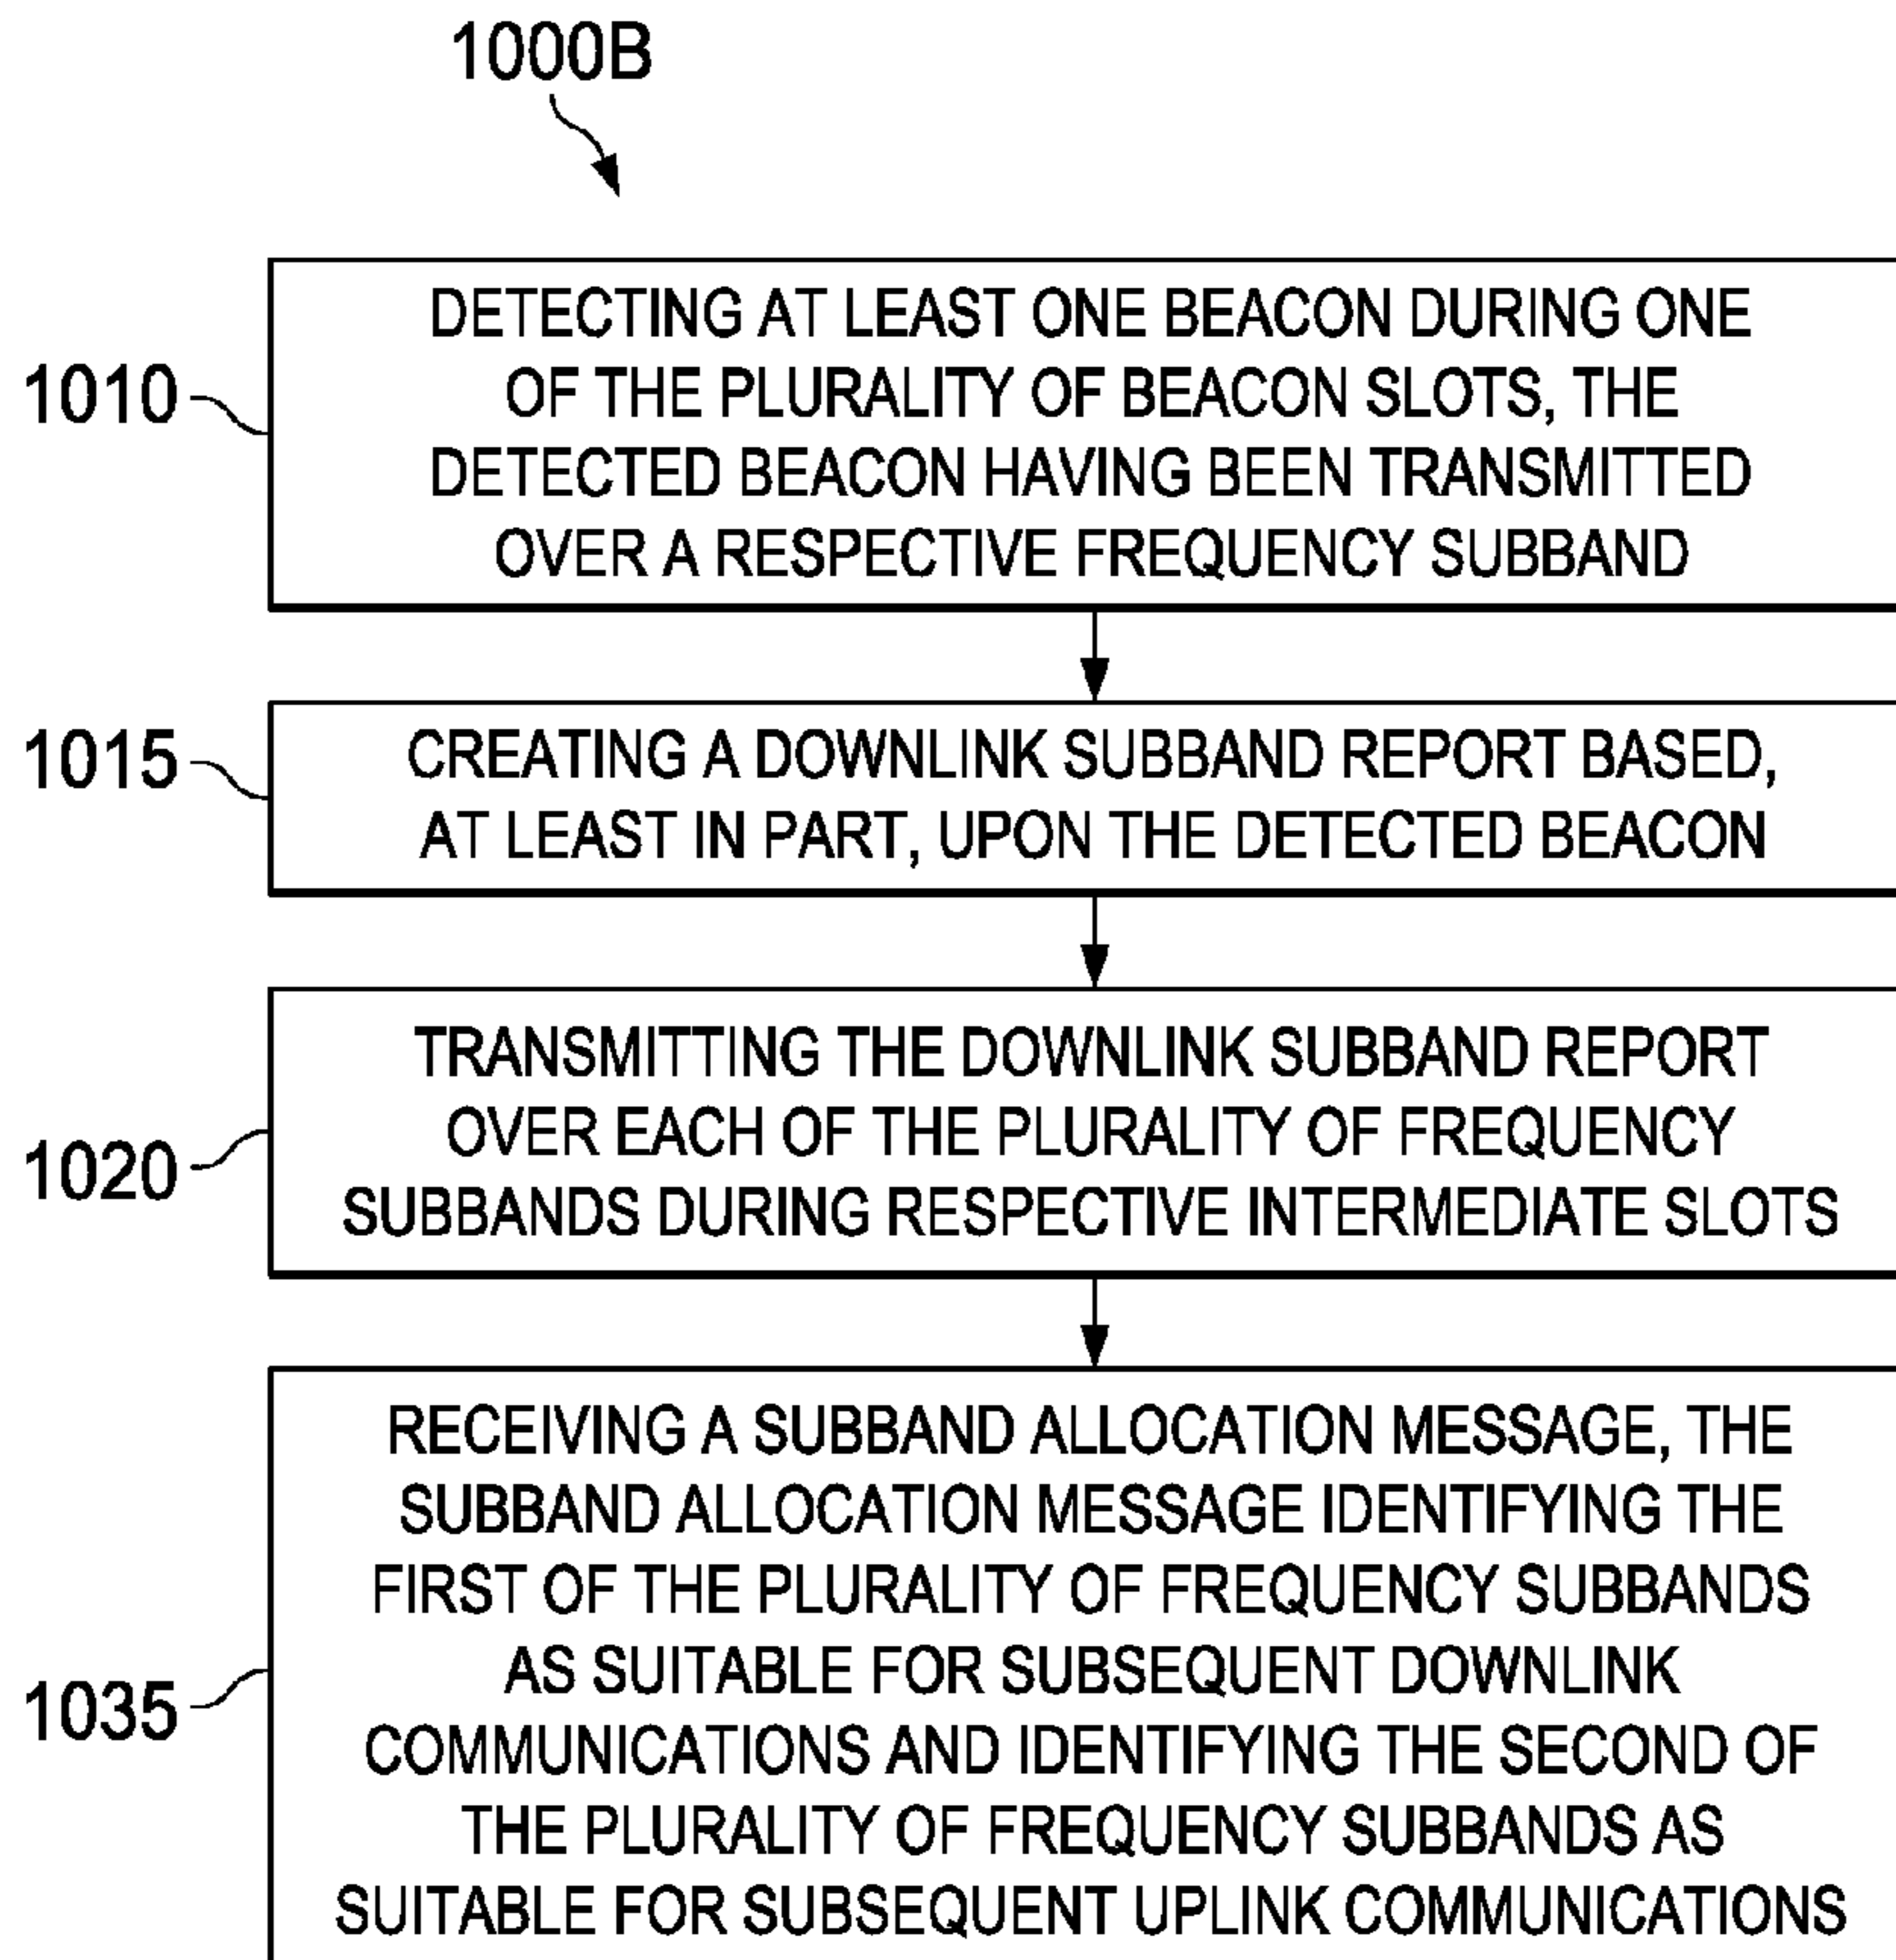 1000B
1010
DETECTING AT LEAST ONE BEACON DURING ONE
OF THE PLURALITY OF BEACON SLOTS, THE
DETECTED BEACON HAVING BEEN TRANSMITTED
OVER A RESPECTIVE FREQUENCY SUBBAND
1015
CREATING A DOWNLINK SUBBAND REPORT BASED,
AT LEAST IN PART, UPON THE DETECTED BEACON
1020
TRANSMITTING THE DOWNLINK SUBBAND REPORT
OVER EACH OF THE PLURALITY OF FREQUENCY
SUBBANDS DURING RESPECTIVE INTERMEDIATE SLOTS
1035
RECEIVING A SUBBAND ALLOCATION MESSAGE, THE
SUBBAND ALLOCATION MESSAGE IDENTIFYING THE
FIRST OF THE PLURALITY OF FREQUENCY SUBBANDS
AS SUITABLE FOR SUBSEQUENT DOWNLINK
COMMUNICATIONS AND IDENTIFYING THE SECOND OF
THE PLURALITY OF FREQUENCY SUBBANDS AS
SUITABLE FOR SUBSEQUENT UPLINK COMMUNICATIONS